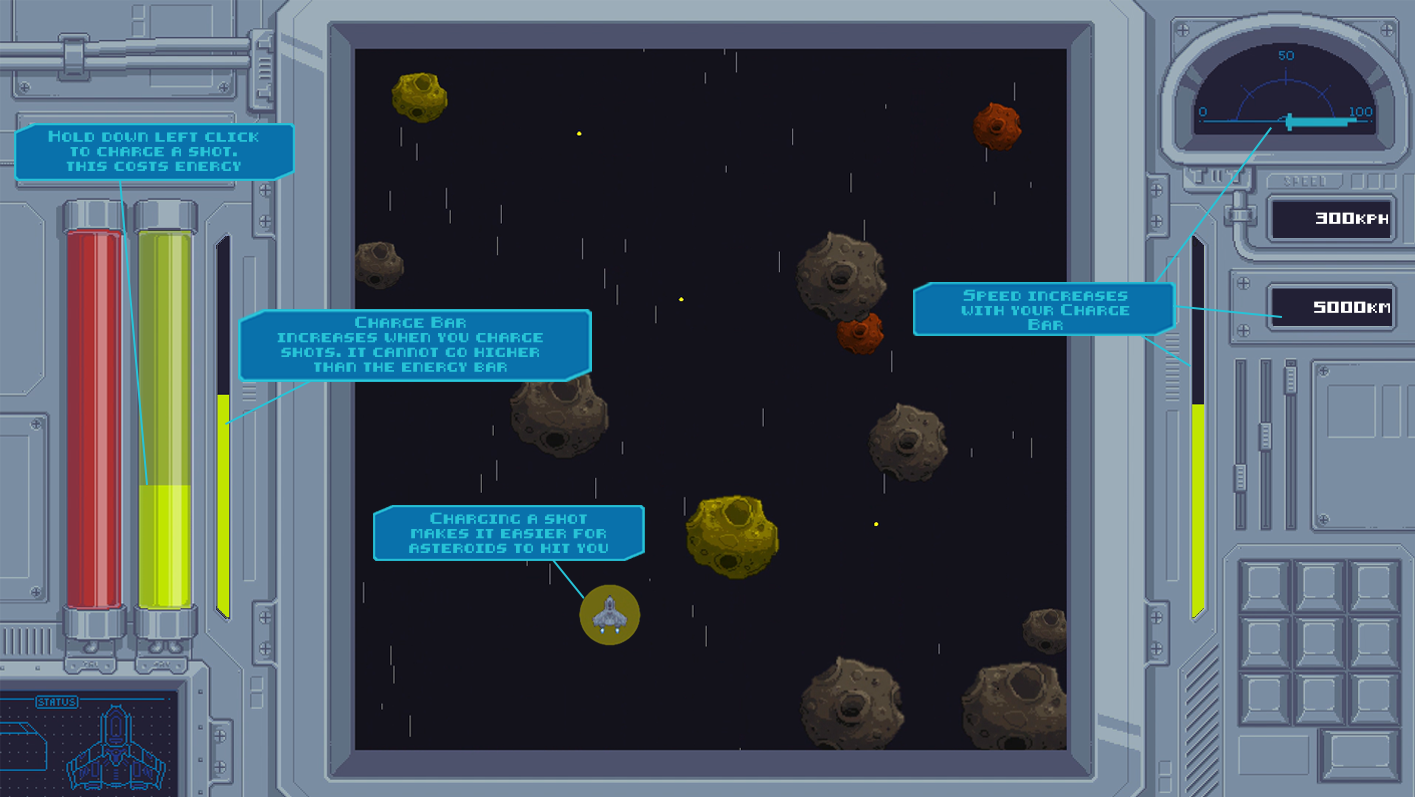 50
0
100
SPEED
300KPH
5000KM
Hold down left click
to charge a shot.
This costs energy
Charge Bar
increases when you charge
shots. It cannot go higher
than the energy bar
Speed increases
with your Charge
Bar
Charging a shot
makes it easier for
asteroids to hit you
STATUS